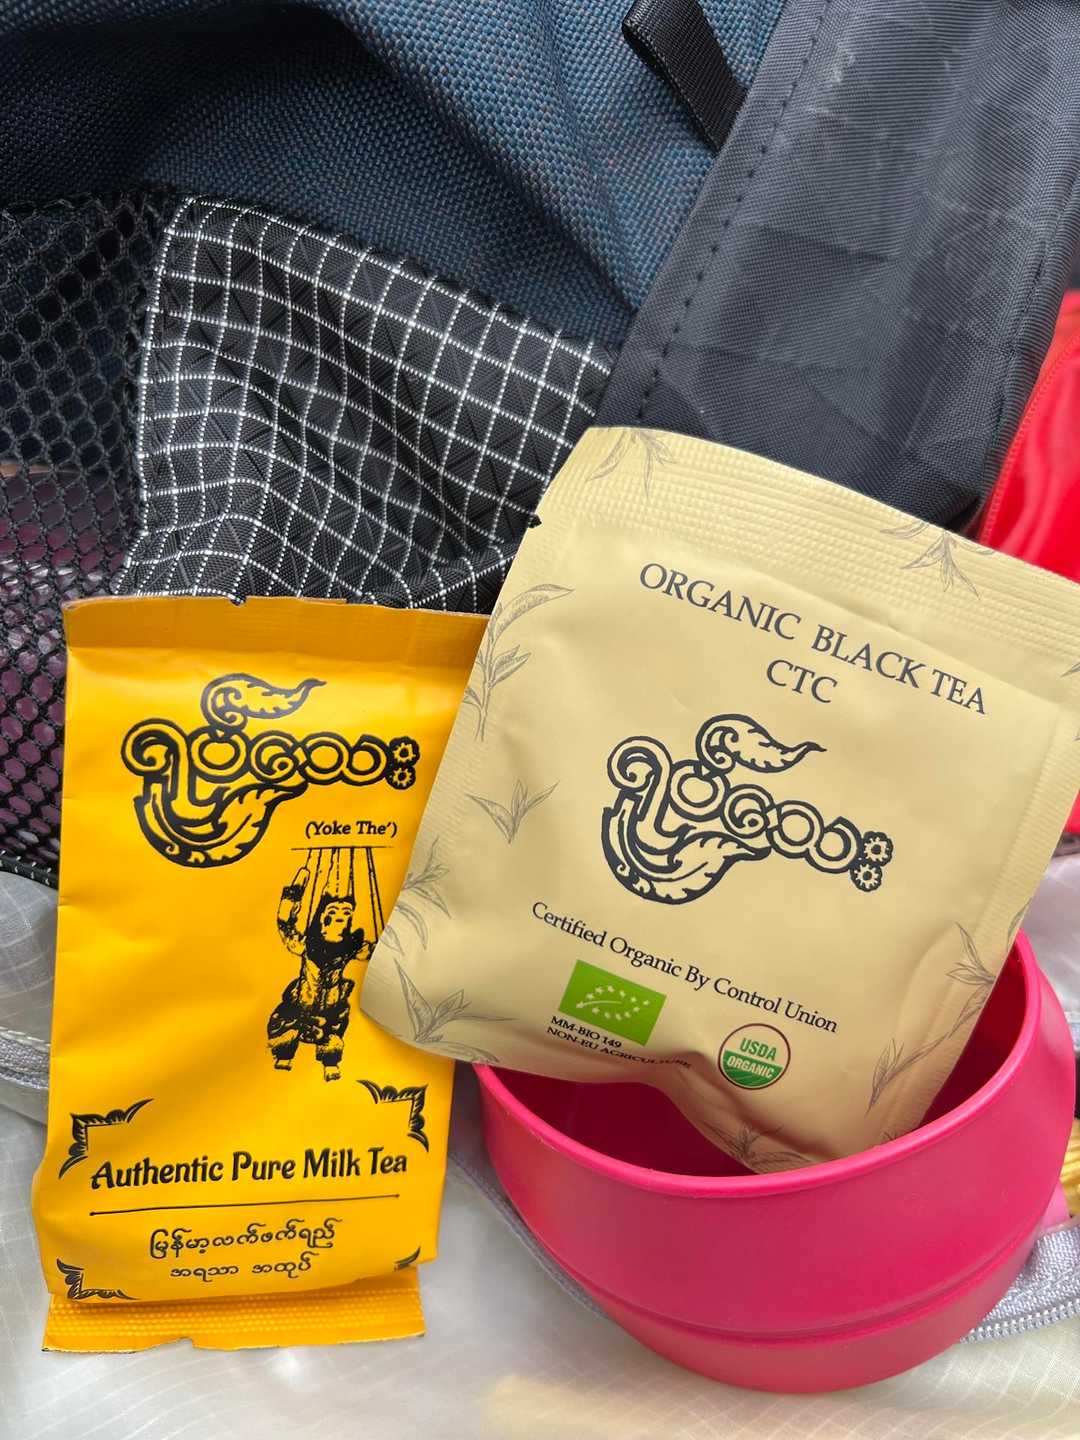 ရုပ်သေး
(Yoke The’)
Authentic Pure Milk Tea
မြန်မာ့လက်ဖက်ရည်
အရသာ အထုပ်
ORGANIC BLACK TEA
CTC
ရုပ်သေး
Certified Organic By Control Union
MM-BIO 149
NON-EU AGRICULTURE
USDA
ORGANIC